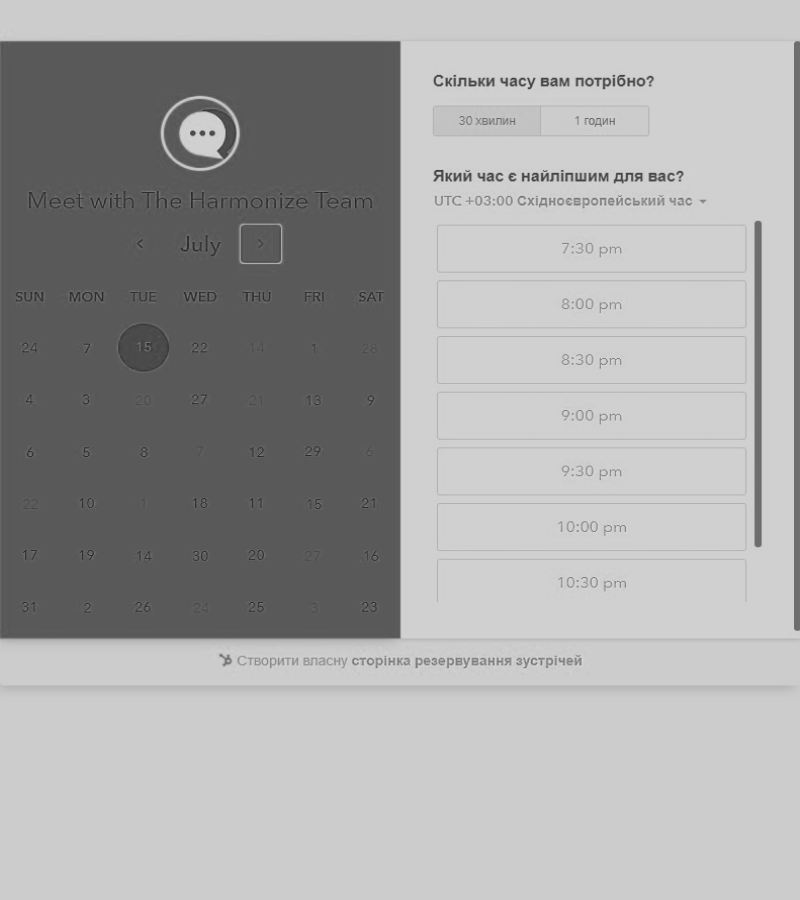 Meet with The Harmonize Team
July
SUN MON TUE WED THU FRI SAT
24 7 15 22 14 1 26
4 3 20 27 21 13 9
6 5 8 7 12 29 6
22 10 1 18 11 15 21
17 19 14 30 20 27 16
31 2 26 24 25 3 23
Скільки часу вам потрібно?
30 хвилин 1 годин
Який час є найліпшим для вас?
UTC +03:00 Східноєвропейський час
7:30 pm
8:00 pm
8:30 pm
9:00 pm
9:30 pm
10:00 pm
10:30 pm
Створити власну сторінка резервування зустрічей